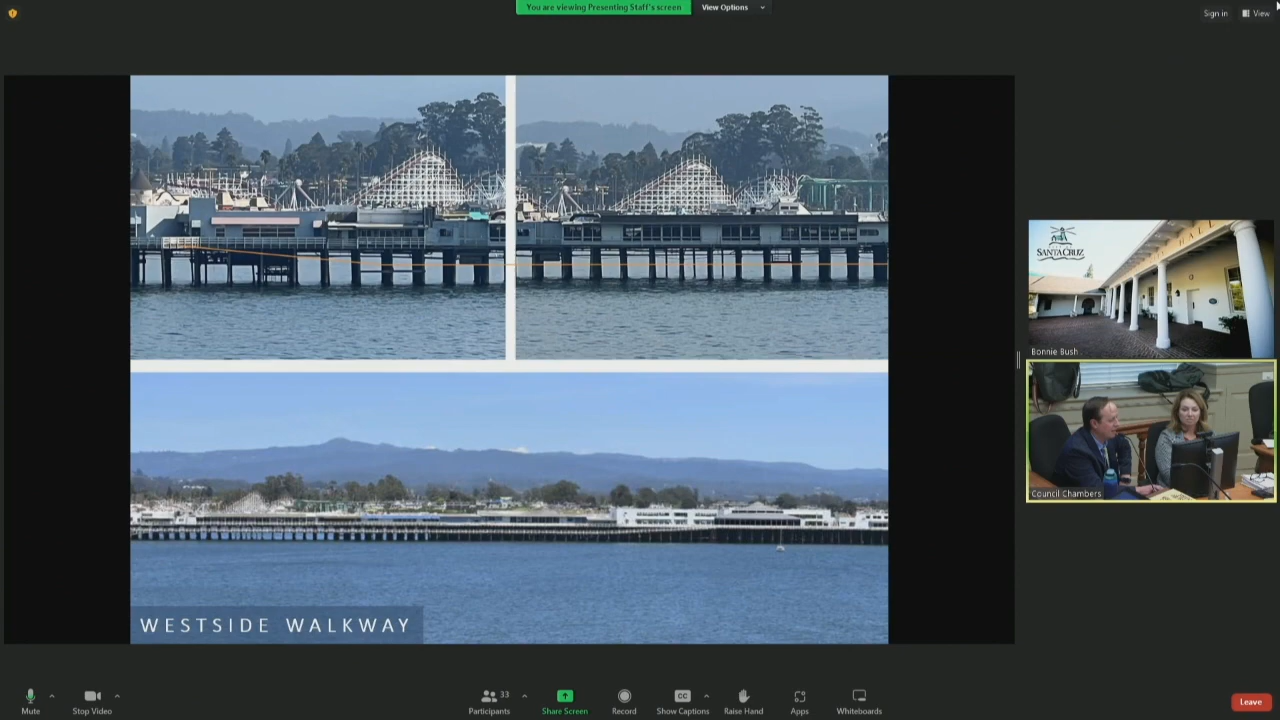 You are viewing Presenting Staff's screen
View Options
Sign in
View
SANTA CRUZ
Bonnie Bush
Council Chambers
WESTSIDE WALKWAY
Mute
Stop Video
33
Participants
Share Screen
Record
CC
Show Captions
Raise Hand
Apps
Whiteboards
Leave